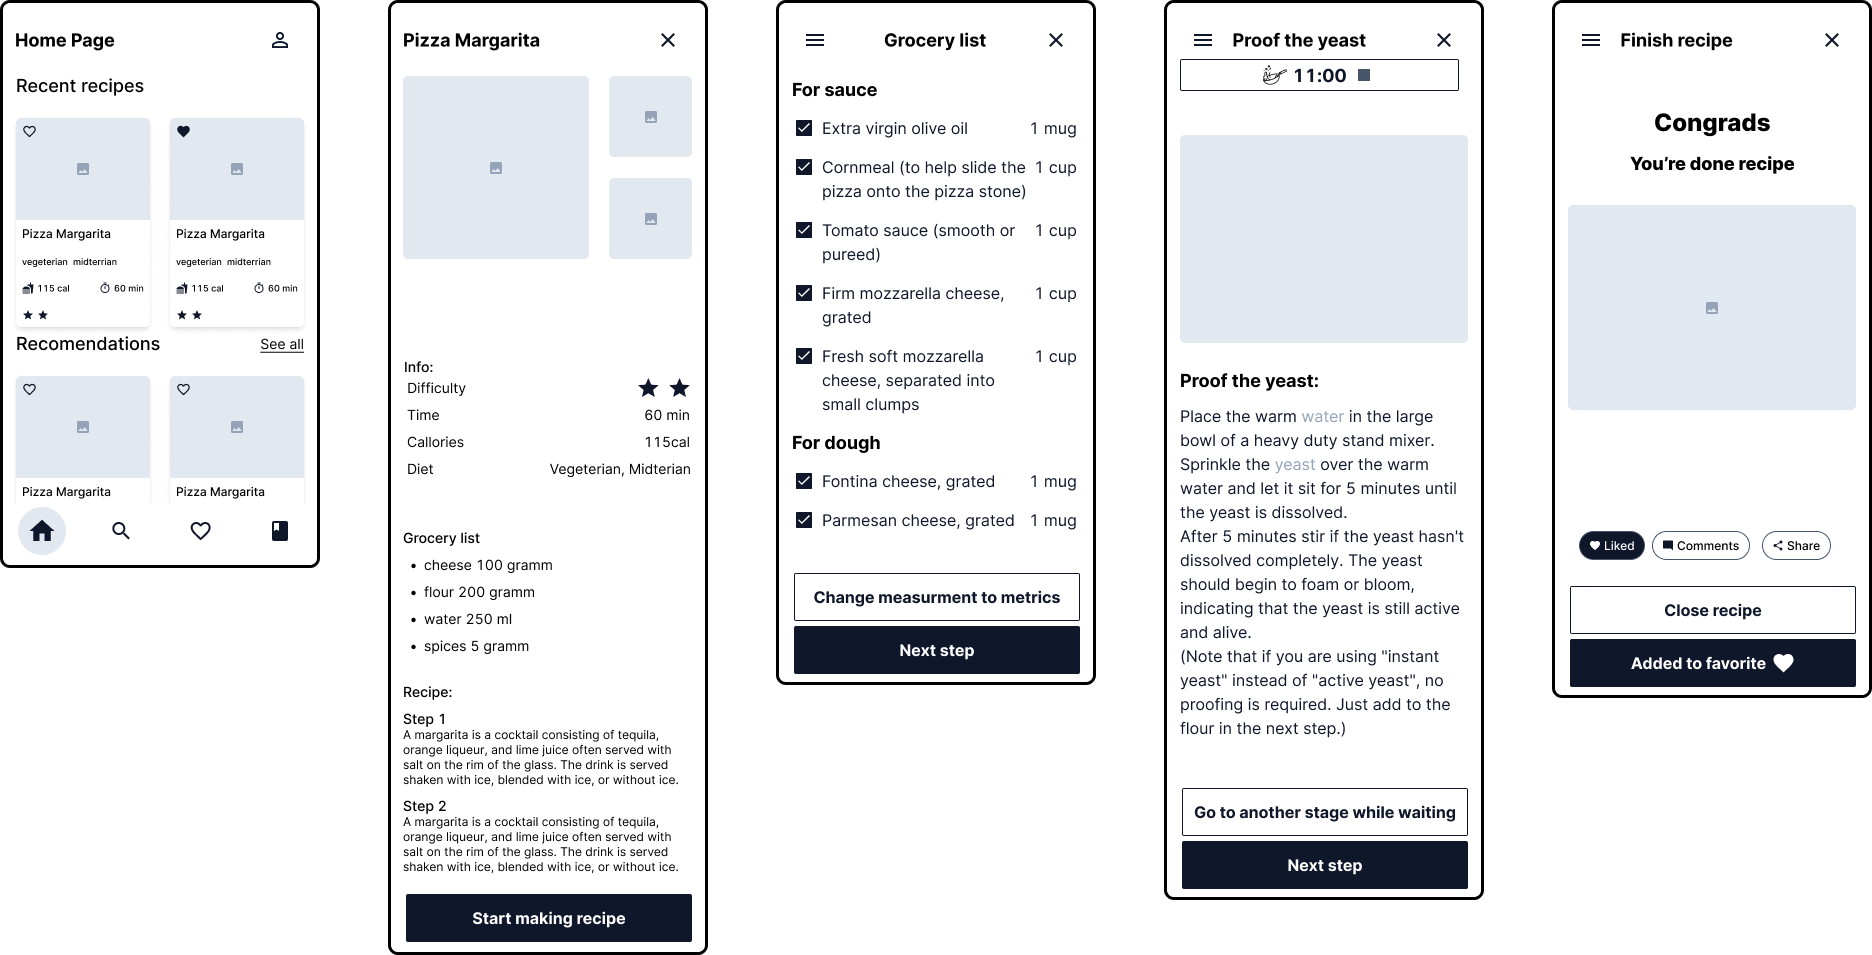 Home Page
Recent recipes
Pizza Margarita
vegeterian midterrian
115 cal 60 min
Pizza Margarita
vegeterian midterrian
115 cal 60 min
Recomendations See all
Pizza Margarita
Pizza Margarita
Pizza Margarita
Info:
Difficulty
Time 60 min
Callories 115cal
Diet Vegeterian, Midterian
Grocery list
• cheese 100 gramm
• flour 200 gramm
• water 250 ml
• spices 5 gramm
Recipe:
Step 1
A margarita is a cocktail consisting of tequila,
orange liqueur, and lime juice often served with
salt on the rim of the glass. The drink is served
shaken with ice, blended with ice, or without ice.
Step 2
A margarita is a cocktail consisting of tequila,
orange liqueur, and lime juice often served with
salt on the rim of the glass. The drink is served
shaken with ice, blended with ice, or without ice.
Start making recipe
Grocery list
For sauce
Extra virgin olive oil 1 mug
Cornmeal (to help slide the 1 cup
pizza onto the pizza stone)
Tomato sauce (smooth or 1 cup
pureed)
Firm mozzarella cheese, 1 cup
grated
Fresh soft mozzarella 1 cup
cheese, separated into
small clumps
For dough
Fontina cheese, grated 1 mug
Parmesan cheese, grated 1 mug
Change measurment to metrics
Next step
Proof the yeast
11:00
Proof the yeast:
Place the warm water in the large
bowl of a heavy duty stand mixer.
Sprinkle the yeast over the warm
water and let it sit for 5 minutes until
the yeast is dissolved.
After 5 minutes stir if the yeast hasn't
dissolved completely. The yeast
should begin to foam or bloom,
indicating that the yeast is still active
and alive.
(Note that if you are using "instant
yeast" instead of "active yeast", no
proofing is required. Just add to the
flour in the next step.)
Go to another stage while waiting
Next step
Finish recipe
Congrads
You're done recipe
Liked Comments Share
Close recipe
Added to favorite